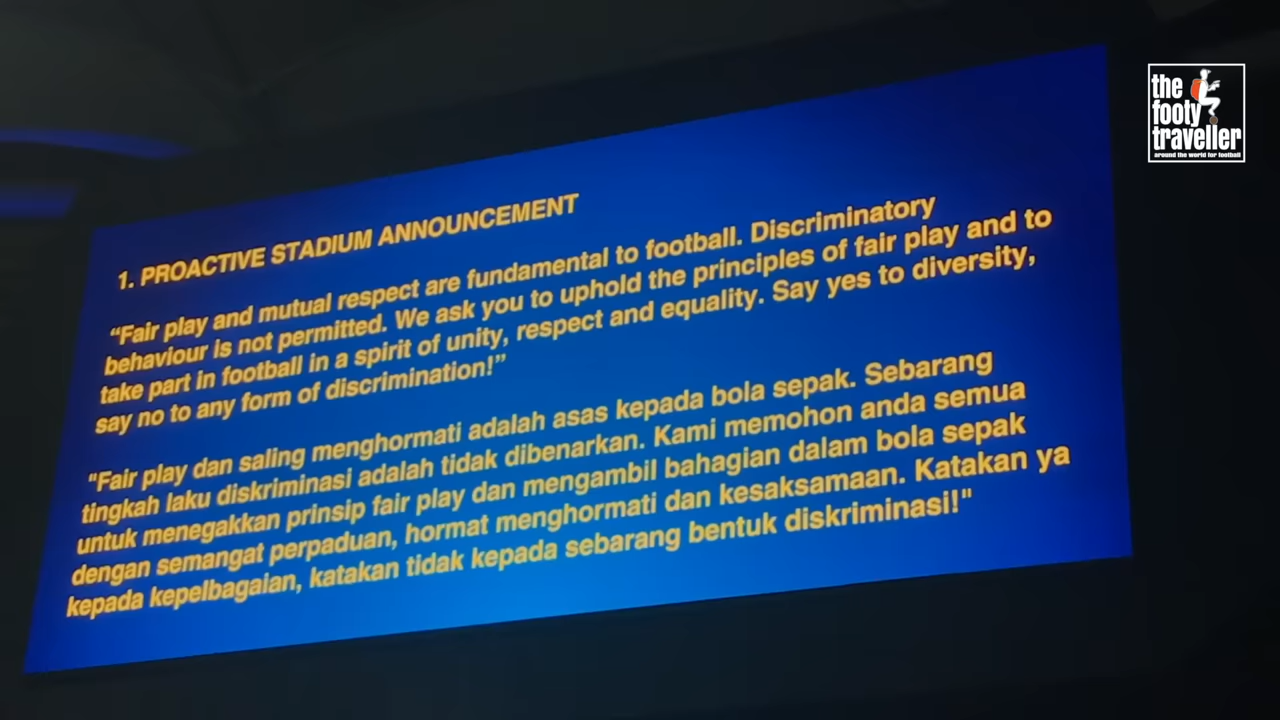 1. PROACTIVE STADIUM ANNOUNCEMENT
“Fair play and mutual respect are fundamental to football. Discriminatory
behaviour is not permitted. We ask you to uphold the principles of fair play and to
take part in football in a spirit of unity, respect and equality. Say yes to diversity,
say no to any form of discrimination!”
"Fair play dan saling menghormati adalah asas kepada bola sepak. Sebarang
tingkah laku diskriminasi adalah tidak dibenarkan. Kami memohon anda semua
untuk menegakkan prinsip fair play dan mengambil bahagian dalam bola sepak
dengan semangat perpaduan, hormat menghormati dan kesaksamaan. Katakan ya
kepada kepelbagaian, katakan tidak kepada sebarang bentuk diskriminasi!"
the
footy
traveller
around the world for football